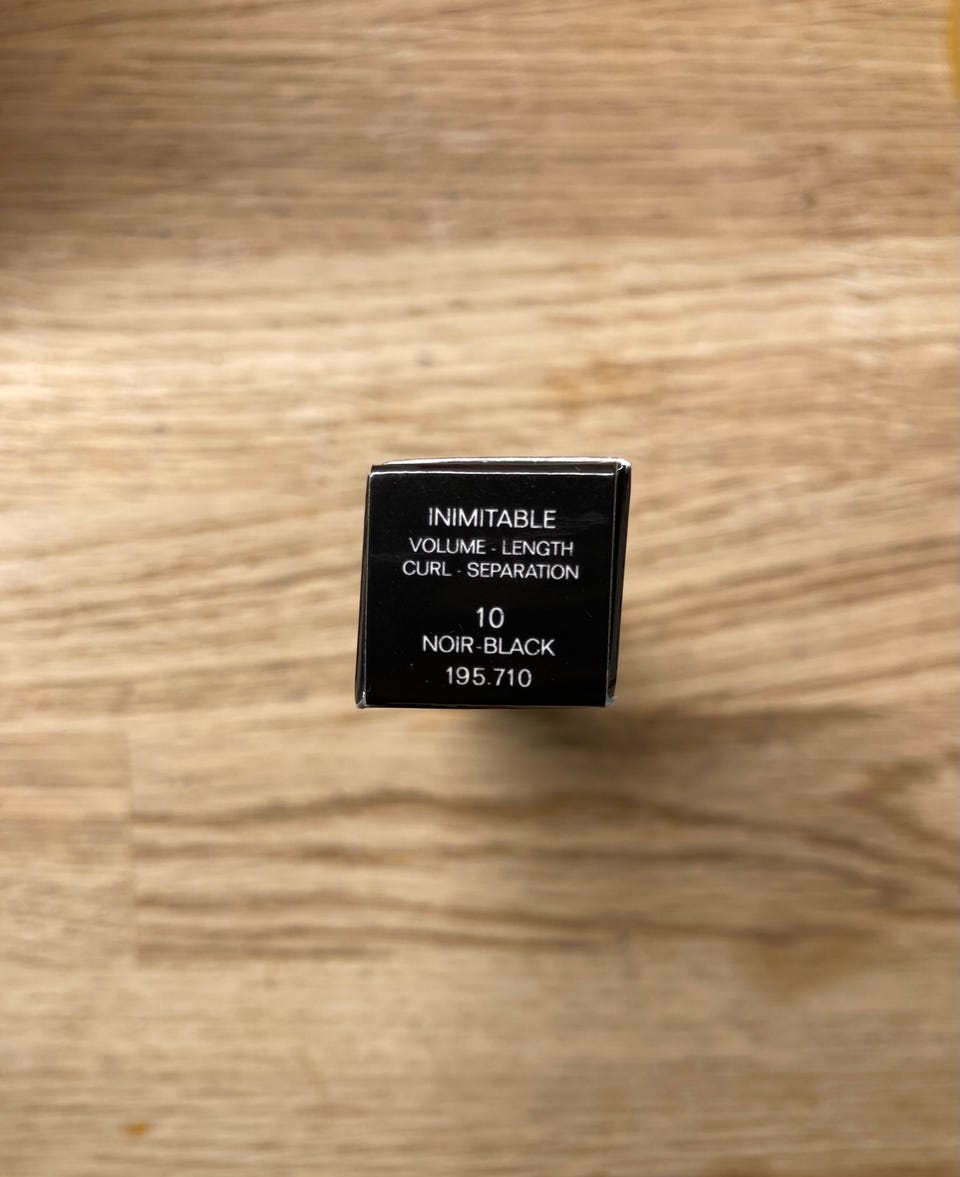 INIMITABLE
VOLUME - LENGTH
CURL - SEPARATION
10
NOIR-BLACK
195.710